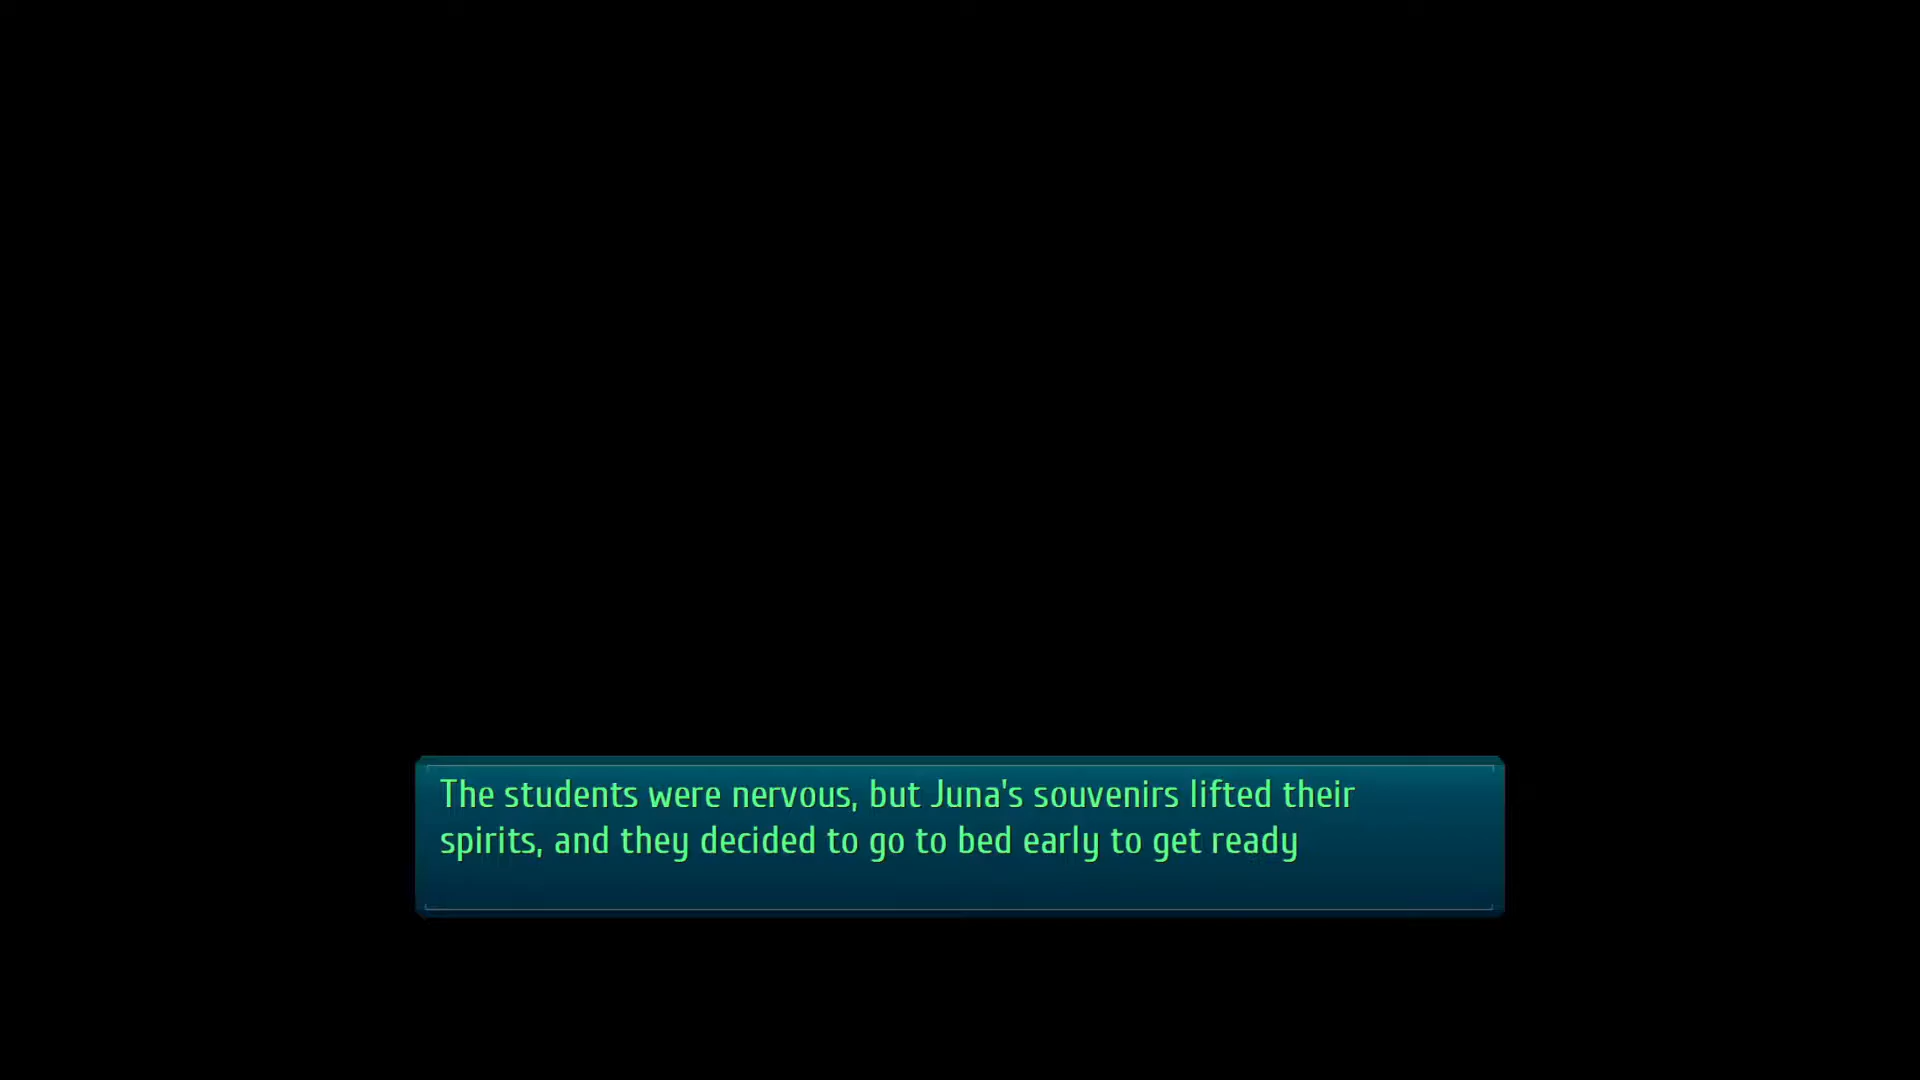 The students were nervous, but Juna's souvenirs lifted their
spirits, and they decided to go to bed early to get ready